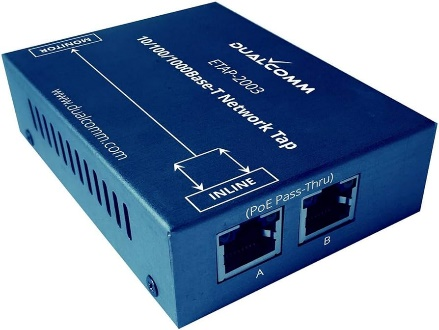 DUALCOMM
ETAP-2003
10/100/1000Base-T Network Tap
MONITOR
www.dualcomm.com
INLINE
(PoE Pass-Thru)
A
B